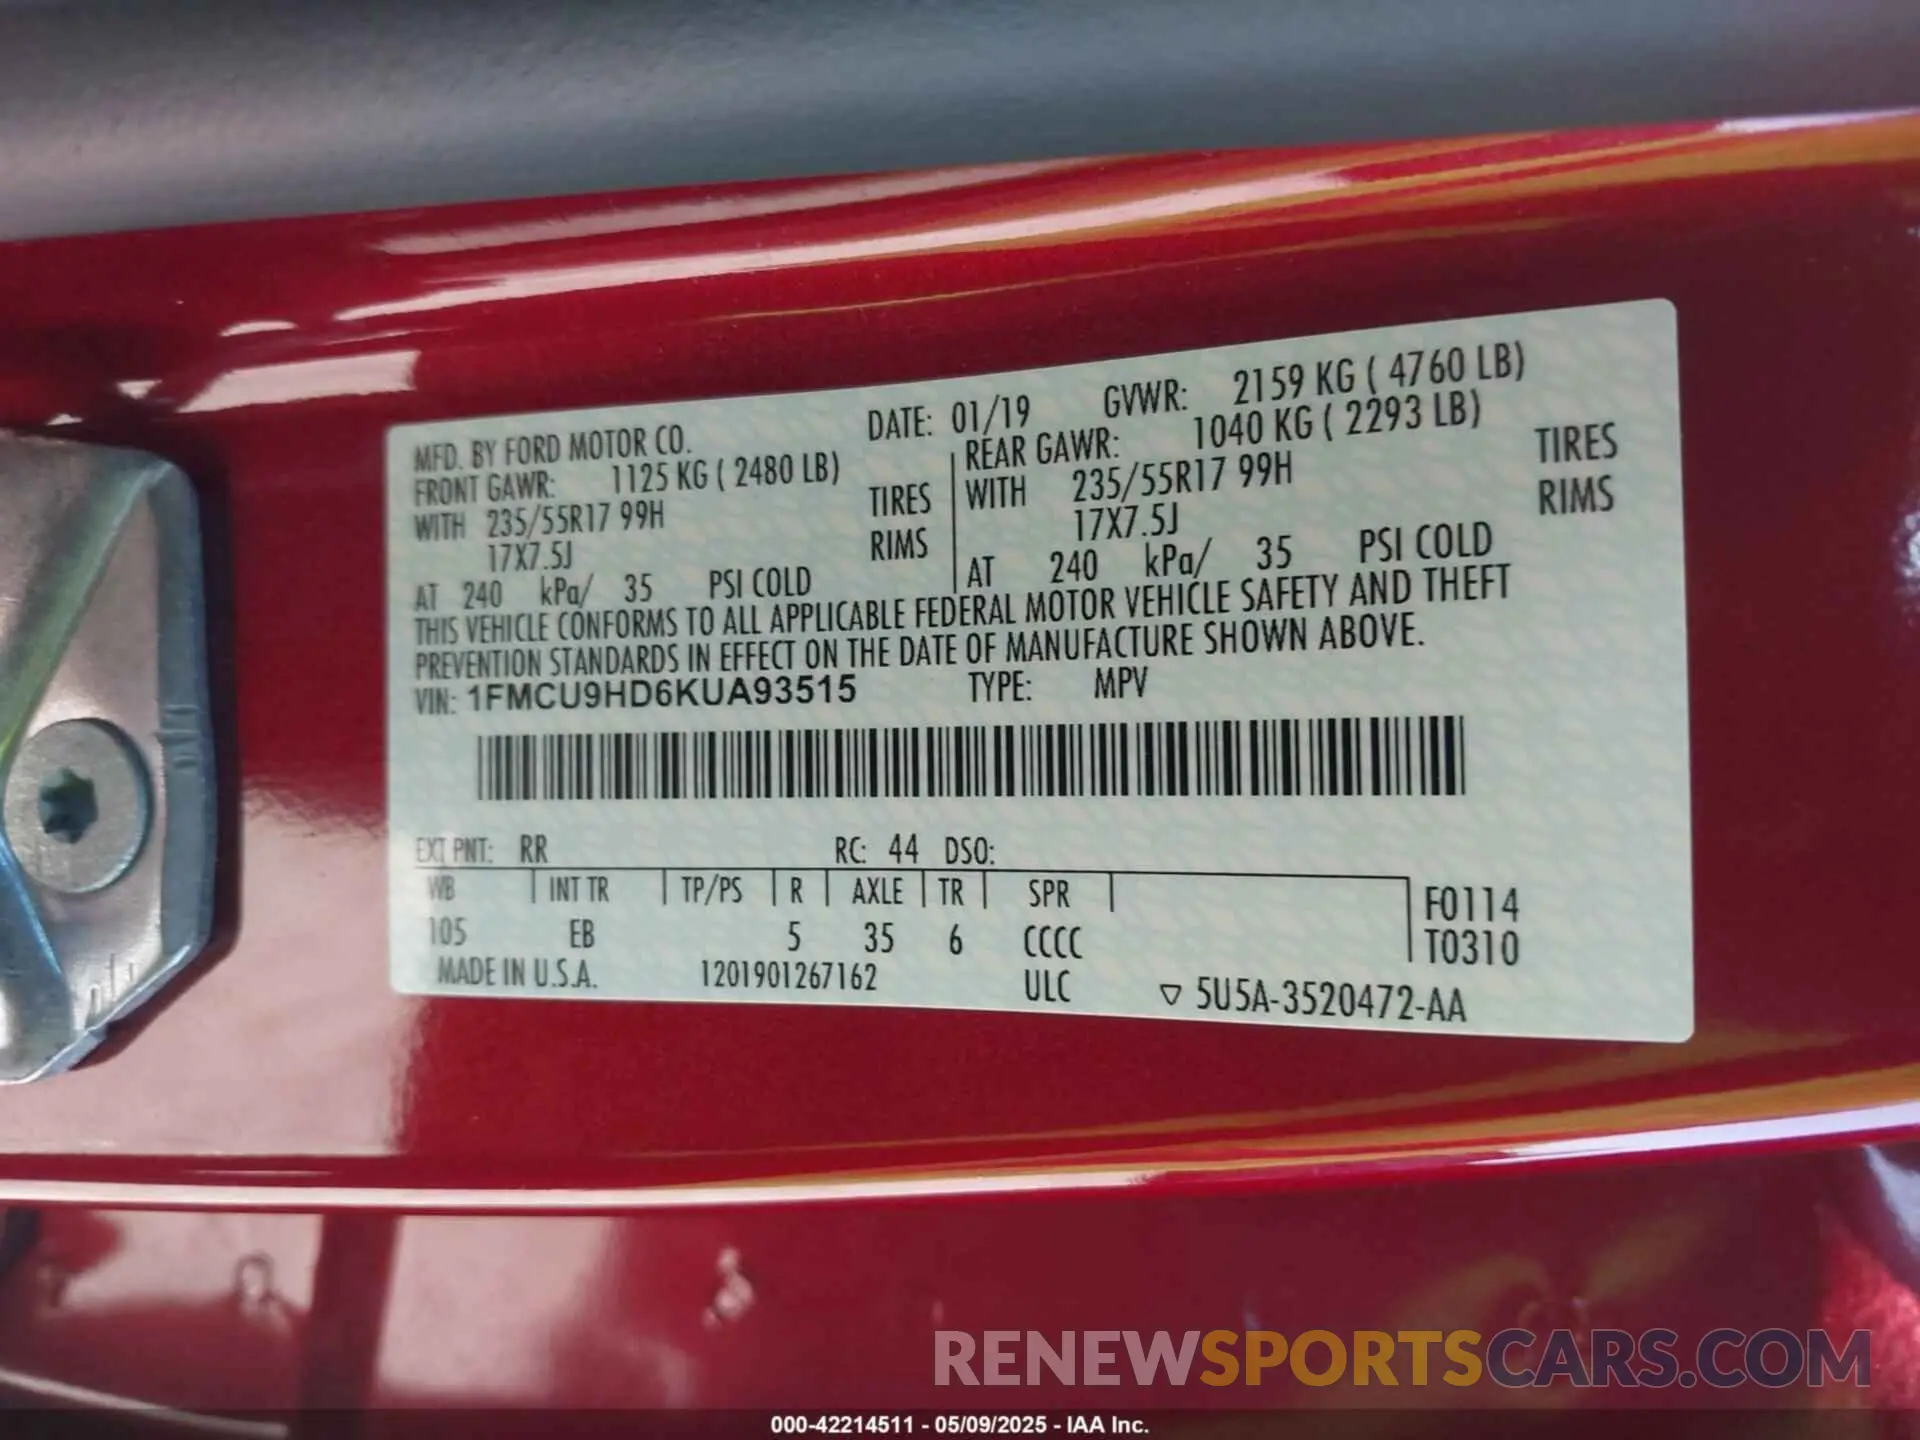 MFD. BY FORD MOTOR CO. DATE: 01/19 GVWR: 2159 KG ( 4760 LB)
FRONT GAWR: 1125 KG ( 2480 LB) REAR GAWR: 1040 KG ( 2293 LB)
WITH 235/55R17 99H TIRES WITH 235/55R17 99H TIRES
17X7.5J RIMS 17X7.5J RIMS
AT 240 kPa/ 35 PSI COLD AT 240 kPa/ 35 PSI COLD
THIS VEHICLE CONFORMS TO ALL APPLICABLE FEDERAL MOTOR VEHICLE SAFETY AND THEFT
PREVENTION STANDARDS IN EFFECT ON THE DATE OF MANUFACTURE SHOWN ABOVE.
VIN: 1FMCU9HD6KUA93515 TYPE: MPV
EXT PNT: RR RC: 44 DSO:
WB INT TR TP/PS R AXLE TR SPR F0114
105 EB 5 35 6 CCCC T0310
MADE IN U.S.A. 1201901267162 ULC ▽ 5U5A-3520472-AA
RENEWSPORTSCARS.COM
000-42214511 - 05/09/2025 - IAA Inc.